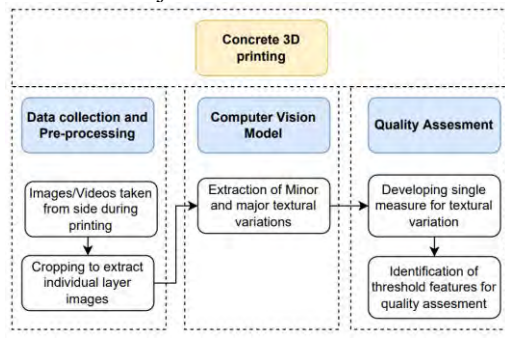 Concrete 3D
printing
Data collection and
Pre-processing
Images/Videos taken
from side during
printing
Cropping to extract
individual layer
images
Computer Vision
Model
Extraction of Minor
and major textural
variations
Quality Assesment
Developing single
measure for textural
variation
Identification of
threshold features for
quality assesment